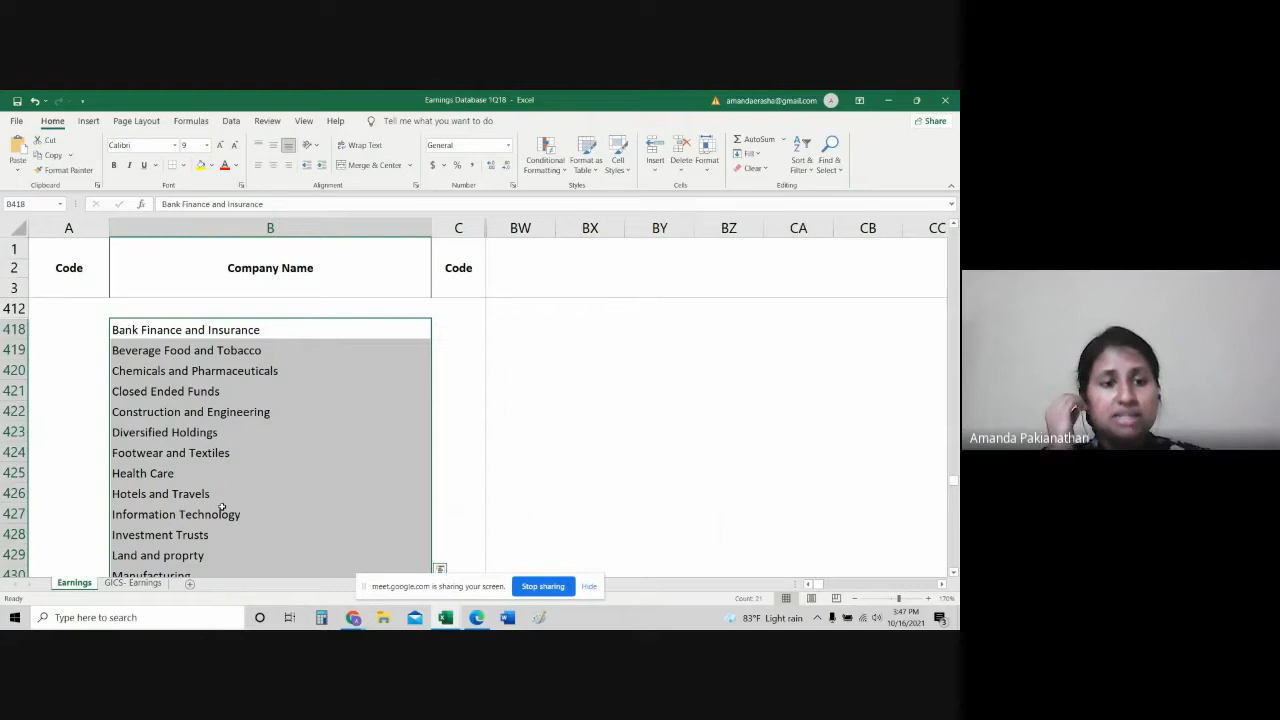 Earnings Database 1Q18 - Excel
amandaerasha@gmail.com
A
File Home Insert Page Layout Formulas Data Review View Help Tell me what you want to do
Share
Paste
Cut
Copy
Format Painter
Clipboard
Calibri 9
B I U
Font
Wrap Text
Merge & Center
Alignment
General
$ % ,
Number
Conditional Formatting
Format as Table
Cell Styles
Styles
Insert Delete Format
Cells
AutoSum
Fill
Clear
Sort & Filter
Find & Select
Editing
B418 fx Bank Finance and Insurance
A B C BW BX BY BZ CA CB CC
1
2 Code Company Name Code
3
412
418 Bank Finance and Insurance
419 Beverage Food and Tobacco
420 Chemicals and Pharmaceuticals
421 Closed Ended Funds
422 Construction and Engineering
423 Diversified Holdings
424 Footwear and Textiles
425 Health Care
426 Hotels and Travels
427 Information Technology
428 Investment Trusts
429 Land and proprty
430 Manufacturing
Earnings GICS- Earnings
meet.google.com is sharing your screen. Stop sharing Hide
Ready Count: 21 170%
Type here to search
83°F Light rain
3:47 PM
10/16/2021
3
Amanda Pakianathan